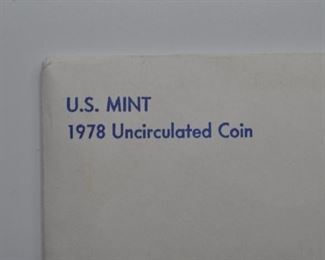 U.S. MINT
1978 Uncirculated Coin